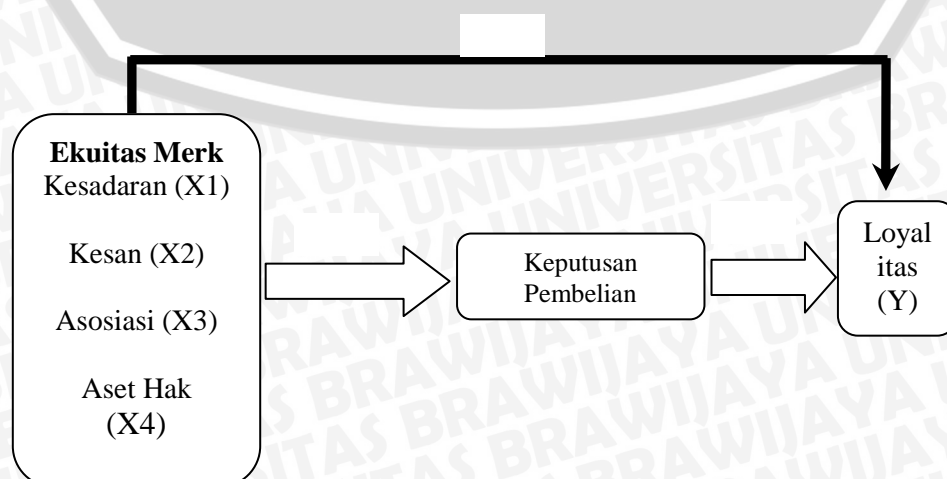 Ekuitas Merk
Kesadaran (X1)
Kesan (X2)
Asosiasi (X3)
Aset Hak
(X4)
Keputusan
Pembelian
Loyal
itas
(Y)